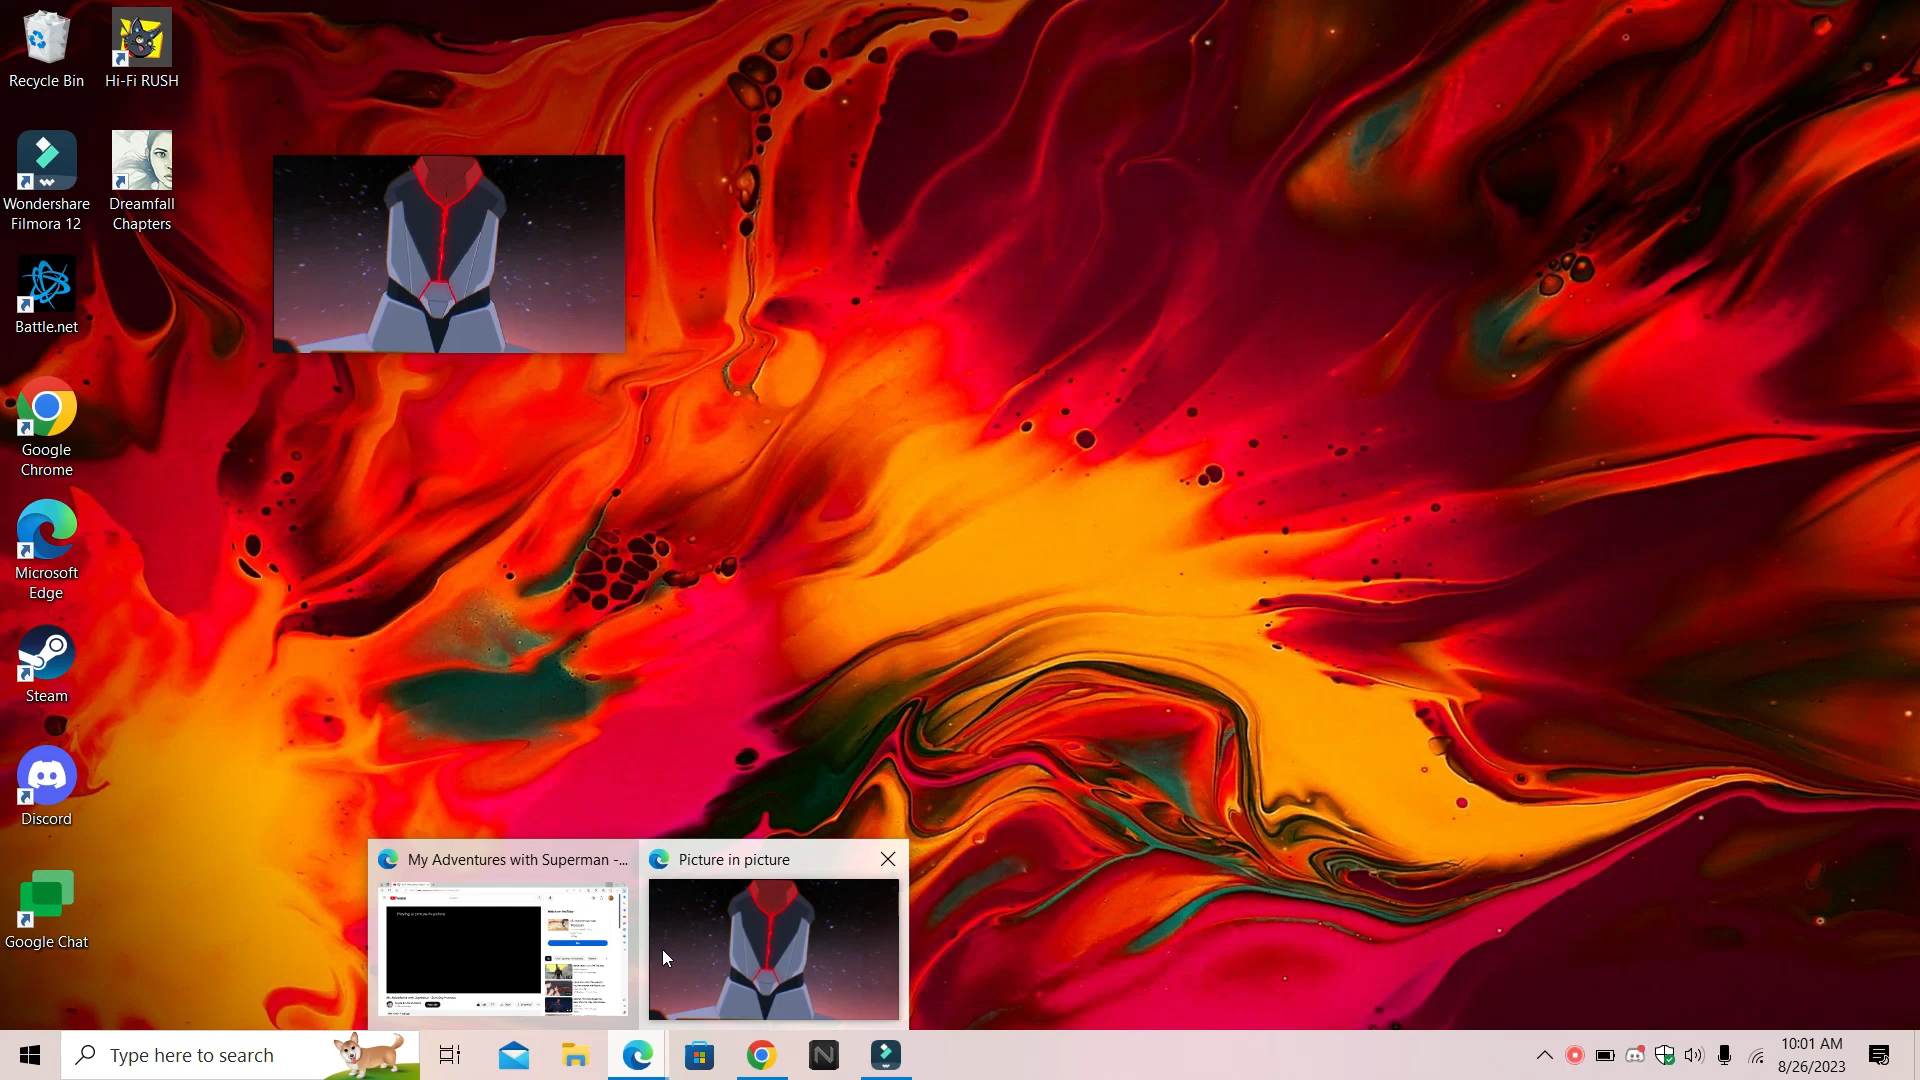 Recycle Bin
Hi-Fi RUSH
Wondershare
Filmora 12
Dreamfall
Chapters
Battle.net
Google
Chrome
Microsoft
Edge
Steam
Discord
Google Chat
My Adventures with Superman -...
Picture in picture
Type here to search
10:01 AM
8/26/2023